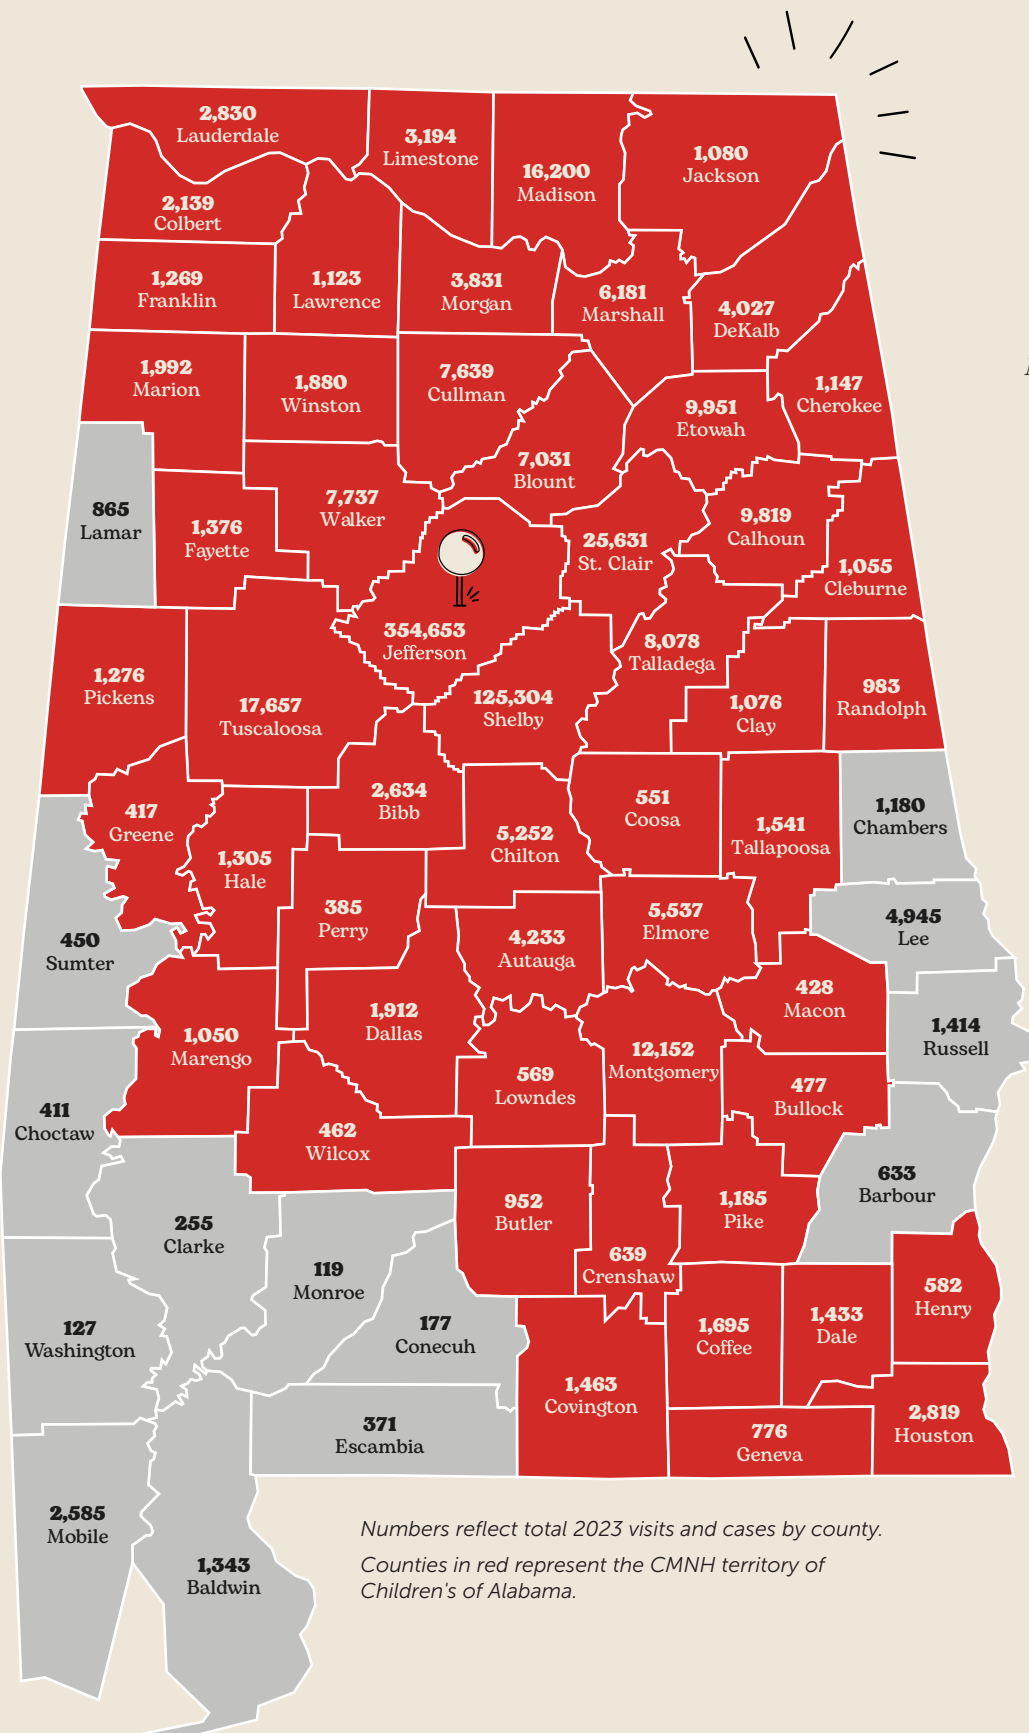 2,830
Lauderdale
3,194
Limestone
16,200
Madison
1,080
Jackson
2,139
Colbert
1,269
Franklin
1,123
Lawrence
3,831
Morgan
6,181
Marshall
4,027
DeKalb
1,992
Marion
1,880
Winston
7,639
Cullman
1,147
Cherokee
9,951
Etowah
7,031
Blount
865
Lamar
1,376
Fayette
7,737
Walker
25,631
St. Clair
9,819
Calhoun
1,055
Cleburne
354,653
Jefferson
8,078
Talladega
1,276
Pickens
17,657
Tuscaloosa
125,304
Shelby
1,076
Clay
983
Randolph
417
Greene
1,305
Hale
2,634
Bibb
5,252
Chilton
551
Coosa
1,541
Tallapoosa
1,180
Chambers
450
Sumter
385
Perry
4,233
Autauga
5,537
Elmore
4,945
Lee
1,050
Marengo
1,912
Dallas
428
Macon
1,414
Russell
411
Choctaw
462
Wilcox
569
Lowndes
12,152
Montgomery
477
Bullock
633
Barbour
255
Clarke
119
Monroe
952
Butler
639
Crenshaw
1,185
Pike
127
Washington
177
Conecuh
1,463
Covington
1,695
Coffee
1,433
Dale
582
Henry
371
Escambia
776
Geneva
2,819
Houston
2,585
Mobile
1,343
Baldwin
Numbers reflect total 2023 visits and cases by county.
Counties in red represent the CMNH territory of
Children's of Alabama.